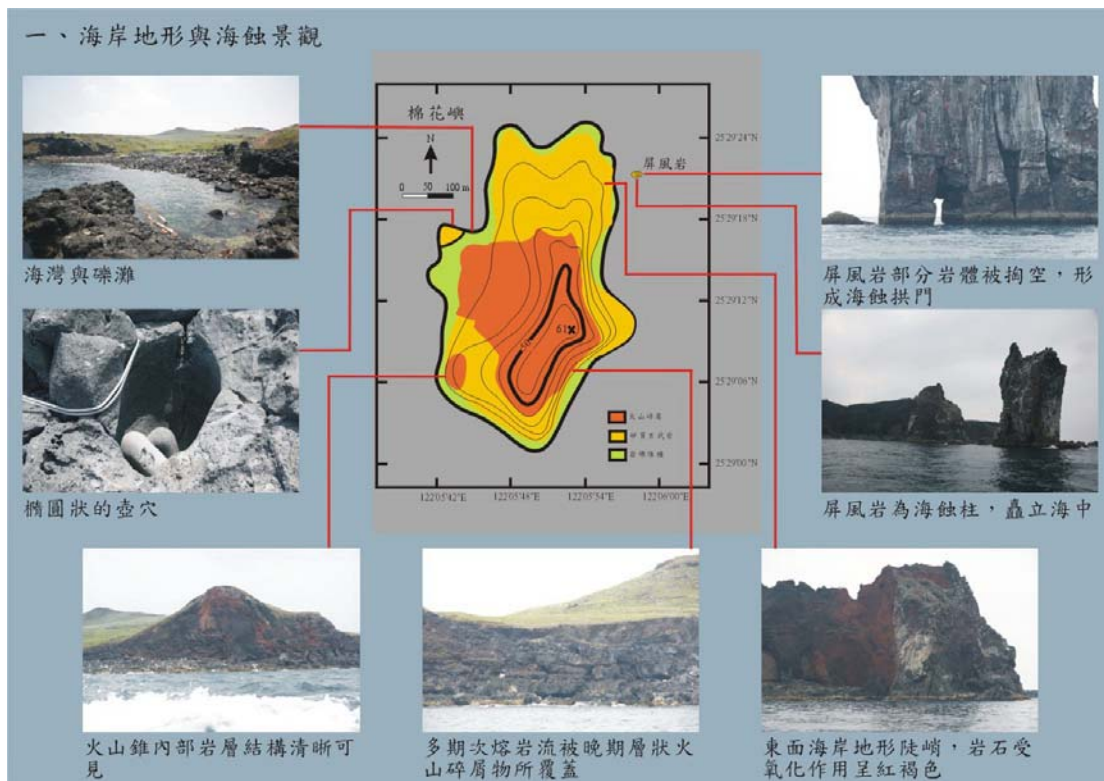 一、海岸地形與海蝕景觀
棉花嶼
N
0 50 100 m
屏風岩
25°29'24"N
25°29'18"N
25°29'12"N
25°29'06"N
25°29'00"N
61
50
火山碎屑
122°05'42"E
122°05'48"E
122°05'54"E
122°06'00"E
海灣與礫灘
橢圓狀的壺穴
屏風岩部分岩體被掏空，形
成海蝕拱門
屏風岩為海蝕柱，矗立海中
火山錐內部岩層結構清晰可
見
多期次熔岩流被晚期層狀火
山碎屑物所覆蓋
東面海岸地形陡峭，岩石受
氧化作用呈紅褐色